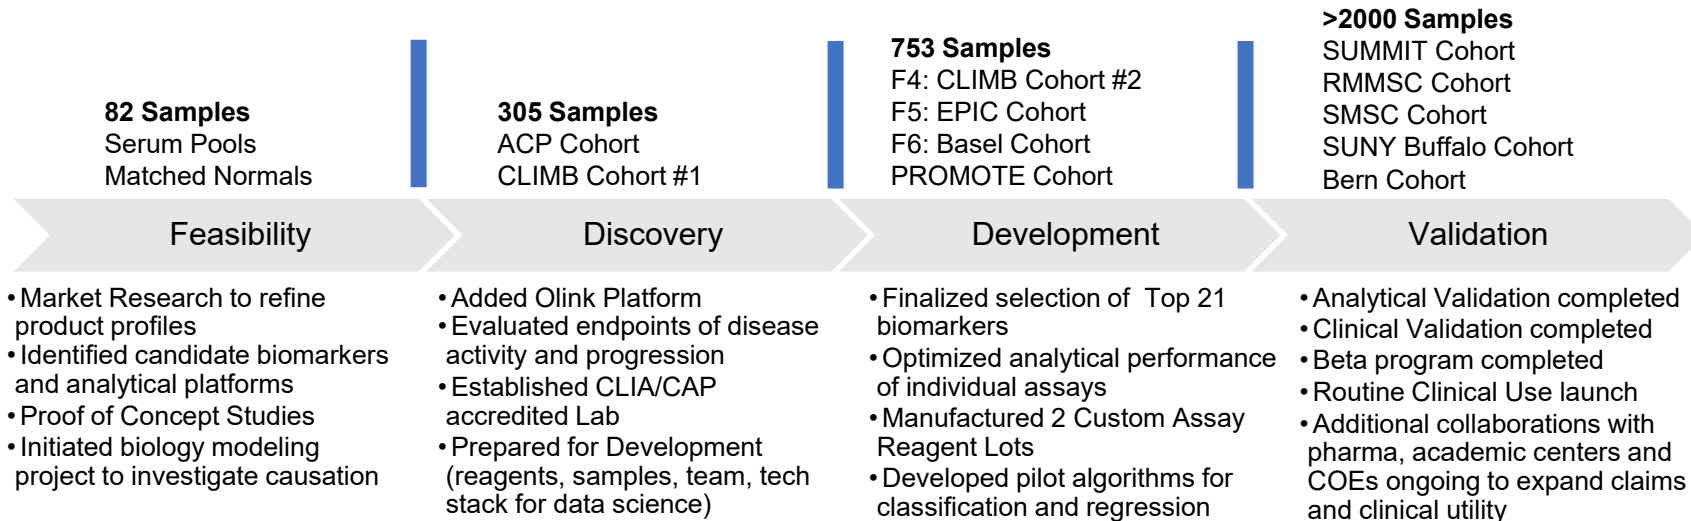 82 Samples
Serum Pools
Matched Normals
305 Samples
ACP Cohort
CLIMB Cohort #1
753 Samples
F4: CLIMB Cohort #2
F5: EPIC Cohort
F6: Basel Cohort
PROMOTE Cohort
>2000 Samples
SUMMIT Cohort
RMMSC Cohort
SMSC Cohort
SUNY Buffalo Cohort
Bern Cohort
Feasibility
Discovery
Development
Validation
• Market Research to refine
product profiles
• Identified candidate biomarkers
and analytical platforms
• Proof of Concept Studies
• Initiated biology modeling
project to investigate causation
• Added Olink Platform
• Evaluated endpoints of disease
activity and progression
• Established CLIA/CAP
accredited Lab
• Prepared for Development
(reagents, samples, team, tech
stack for data science)
• Finalized selection of Top 21
biomarkers
• Optimized analytical performance
of individual assays
• Manufactured 2 Custom Assay
Reagent Lots
• Developed pilot algorithms for
classification and regression
• Analytical Validation completed
• Clinical Validation completed
• Beta program completed
• Routine Clinical Use launch
• Additional collaborations with
pharma, academic centers and
COEs ongoing to expand claims
and clinical utility